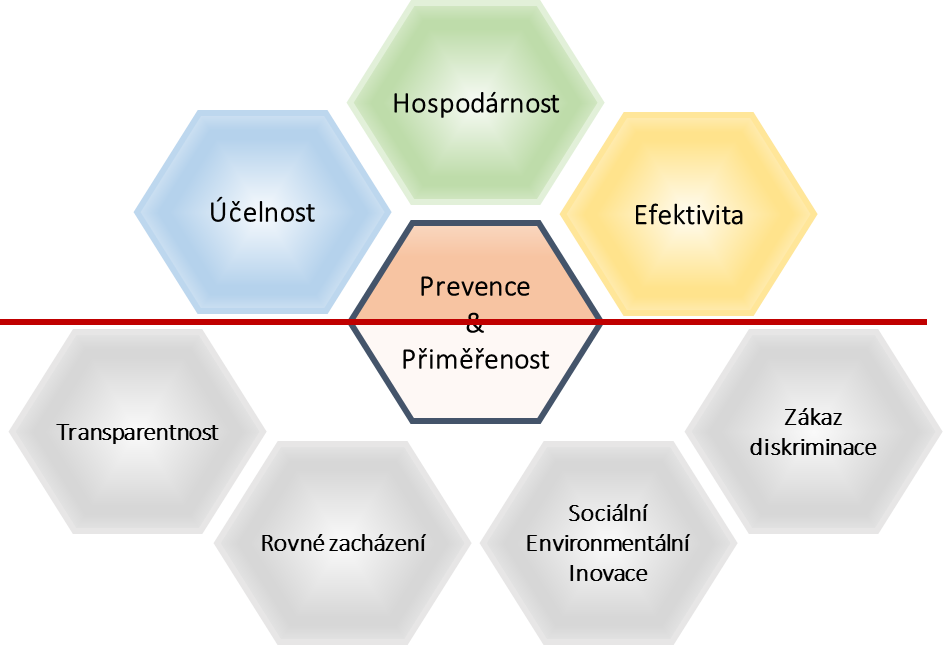 Hospodárnost
Účelnost
Efektivita
Prevence
&
Přiměřenost
Transparentnost
Zákaz
diskriminace
Rovné zacházení
Sociální
Environmentální
Inovace